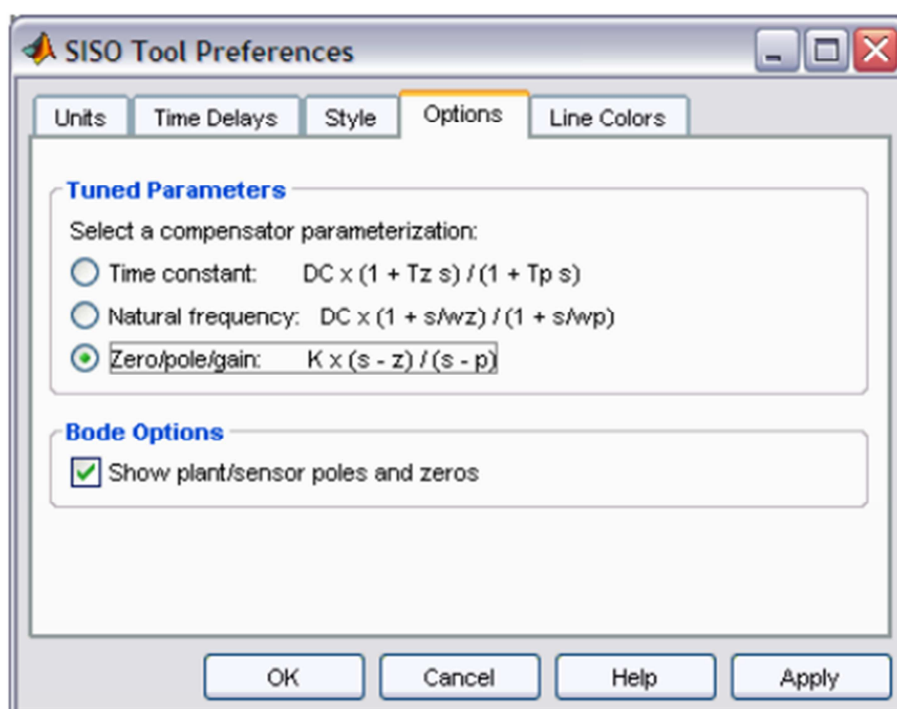 SISO Tool Preferences
Units Time Delays Style Options Line Colors
Tuned Parameters
Select a compensator parameterization:
Time constant: DC x (1 + Tz s) / (1 + Tp s)
Natural frequency: DC x (1 + s/wz) / (1 + s/wp)
Zero/pole/gain: K x (s - z) / (s - p)
Bode Options
Show plant/sensor poles and zeros
OK Cancel Help Apply